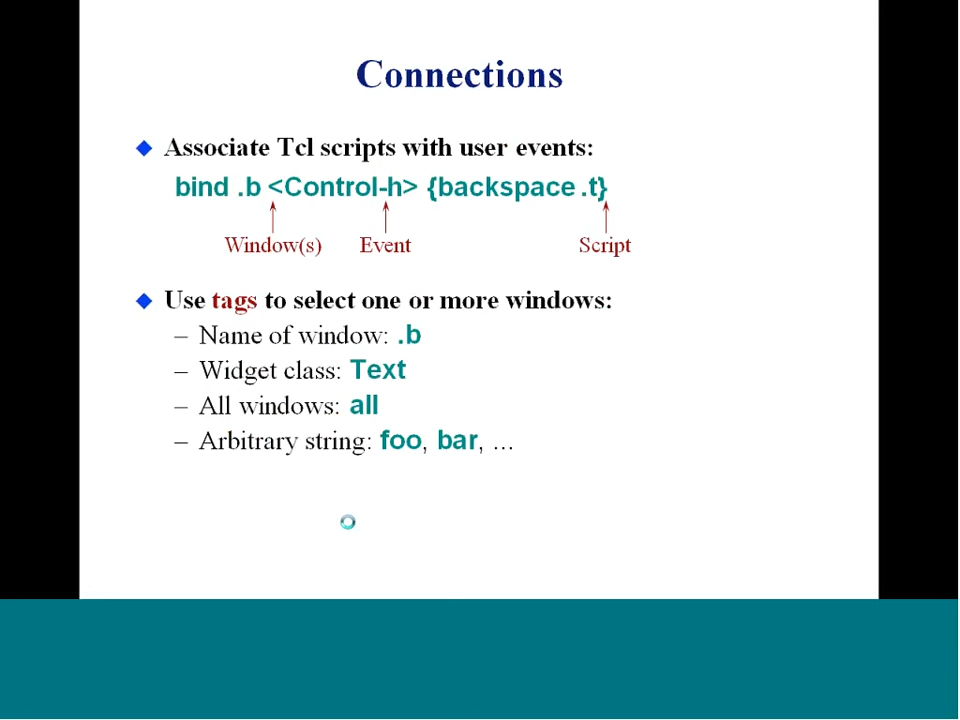 Connections
Associate Tcl scripts with user events:
bind .b <Control-h> {backspace .t}
Window(s) Event Script
Use tags to select one or more windows:
– Name of window: .b
– Widget class: Text
– All windows: all
– Arbitrary string: foo, bar, ...